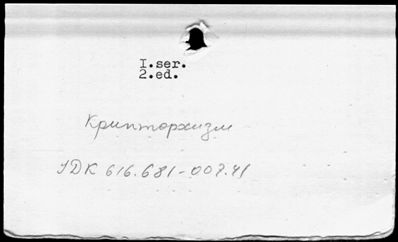 I.ser.
2.ed.
Крипторхизм
УДК 616.681-007.41